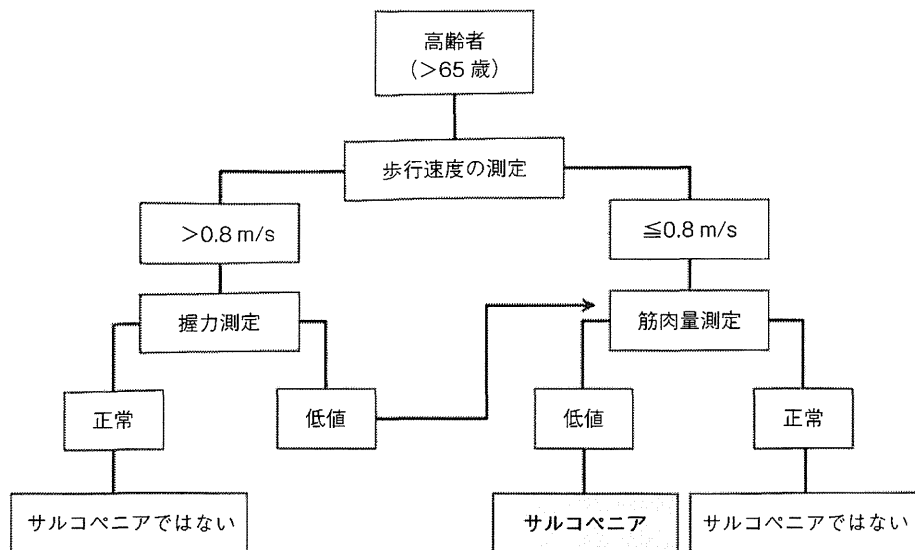 高齢者
(>65 歳)
歩行速度の測定
>0.8 m/s
≦0.8 m/s
握力測定
筋肉量測定
正常
低値
低値
正常
サルコペニアではない
サルコペニア
サルコペニアではない